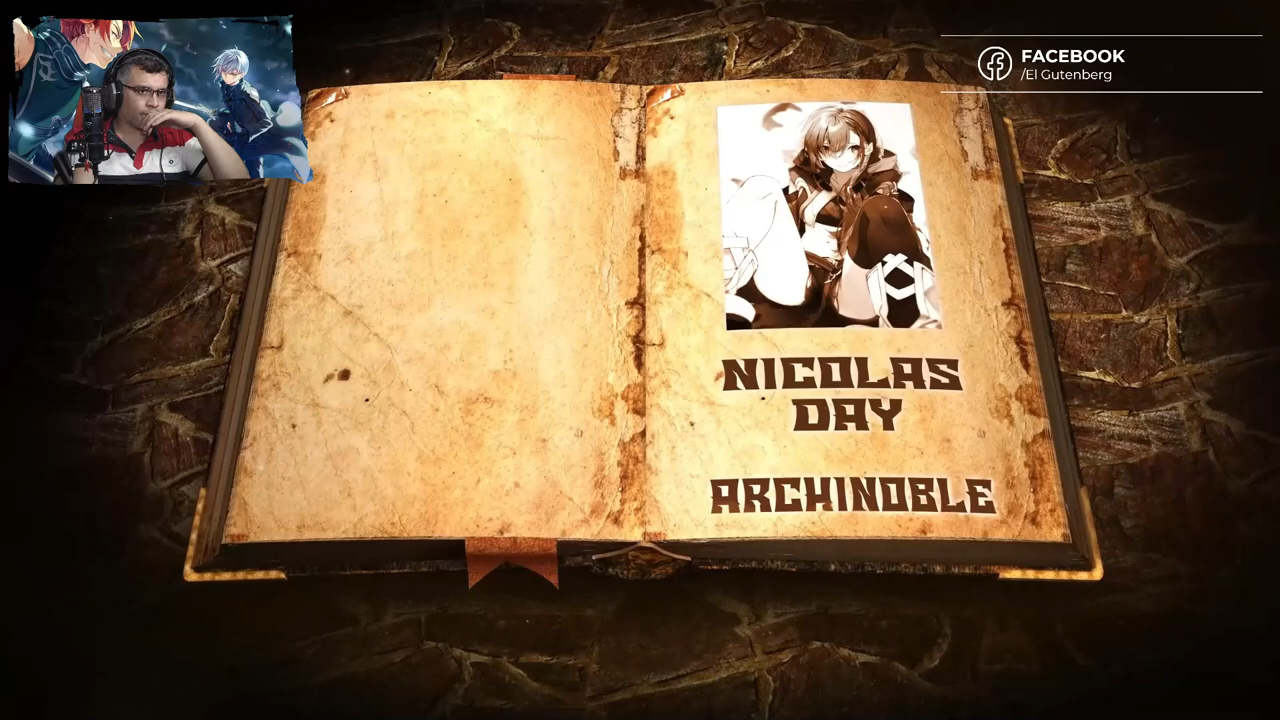 FACEBOOK
/El Gutenberg
NICOLAS
DAY
ARCHINOBLE